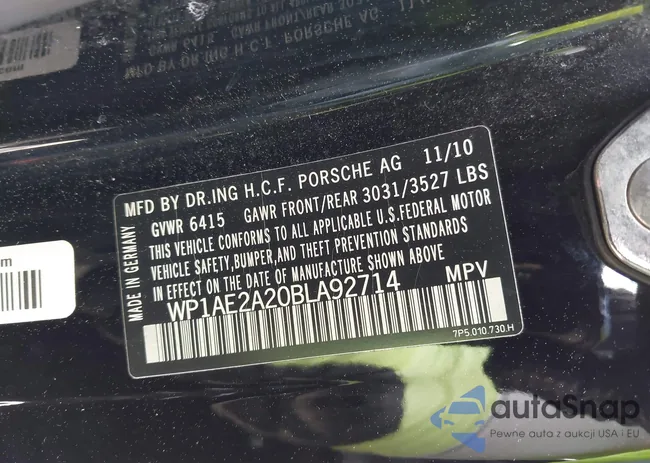 MFD BY DR.ING H.C.F. PORSCHE AG 11/10
GVWR 6415 GAWR FRONT/REAR 3031/3527 LBS
THIS VEHICLE CONFORMS TO ALL APPLICABLE U.S.FEDERAL MOTOR
VEHICLE SAFETY,BUMPER,AND THEFT PREVENTION STANDARDS
IN EFFECT ON THE DATE OF MANUFACTURE SHOWN ABOVE.
WP1AE2A20BLA92714 MPV
7P5.010.730.H
MADE IN GERMANY
autoSnap
Pewne auta z aukcji USA i EU